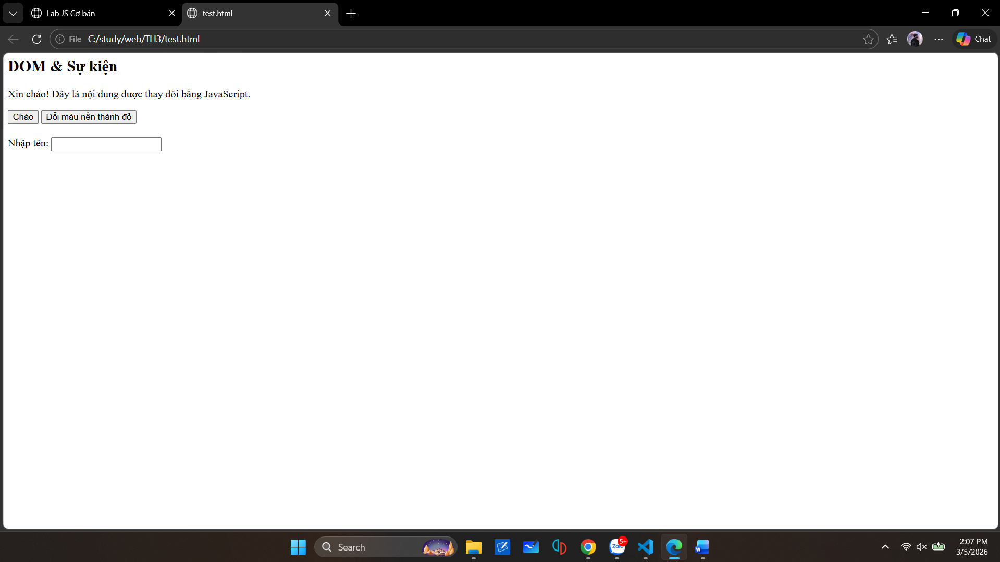 Lab JS Cơ bản
test.html
File C:/study/web/TH3/test.html
Chat
DOM & Sự kiện
Xin chào! Đây là nội dung được thay đổi bằng JavaScript.
Chào Đổi màu nền thành đỏ
Nhập tên:
Search
Zalo
5+
W
2:07 PM
3/5/2026